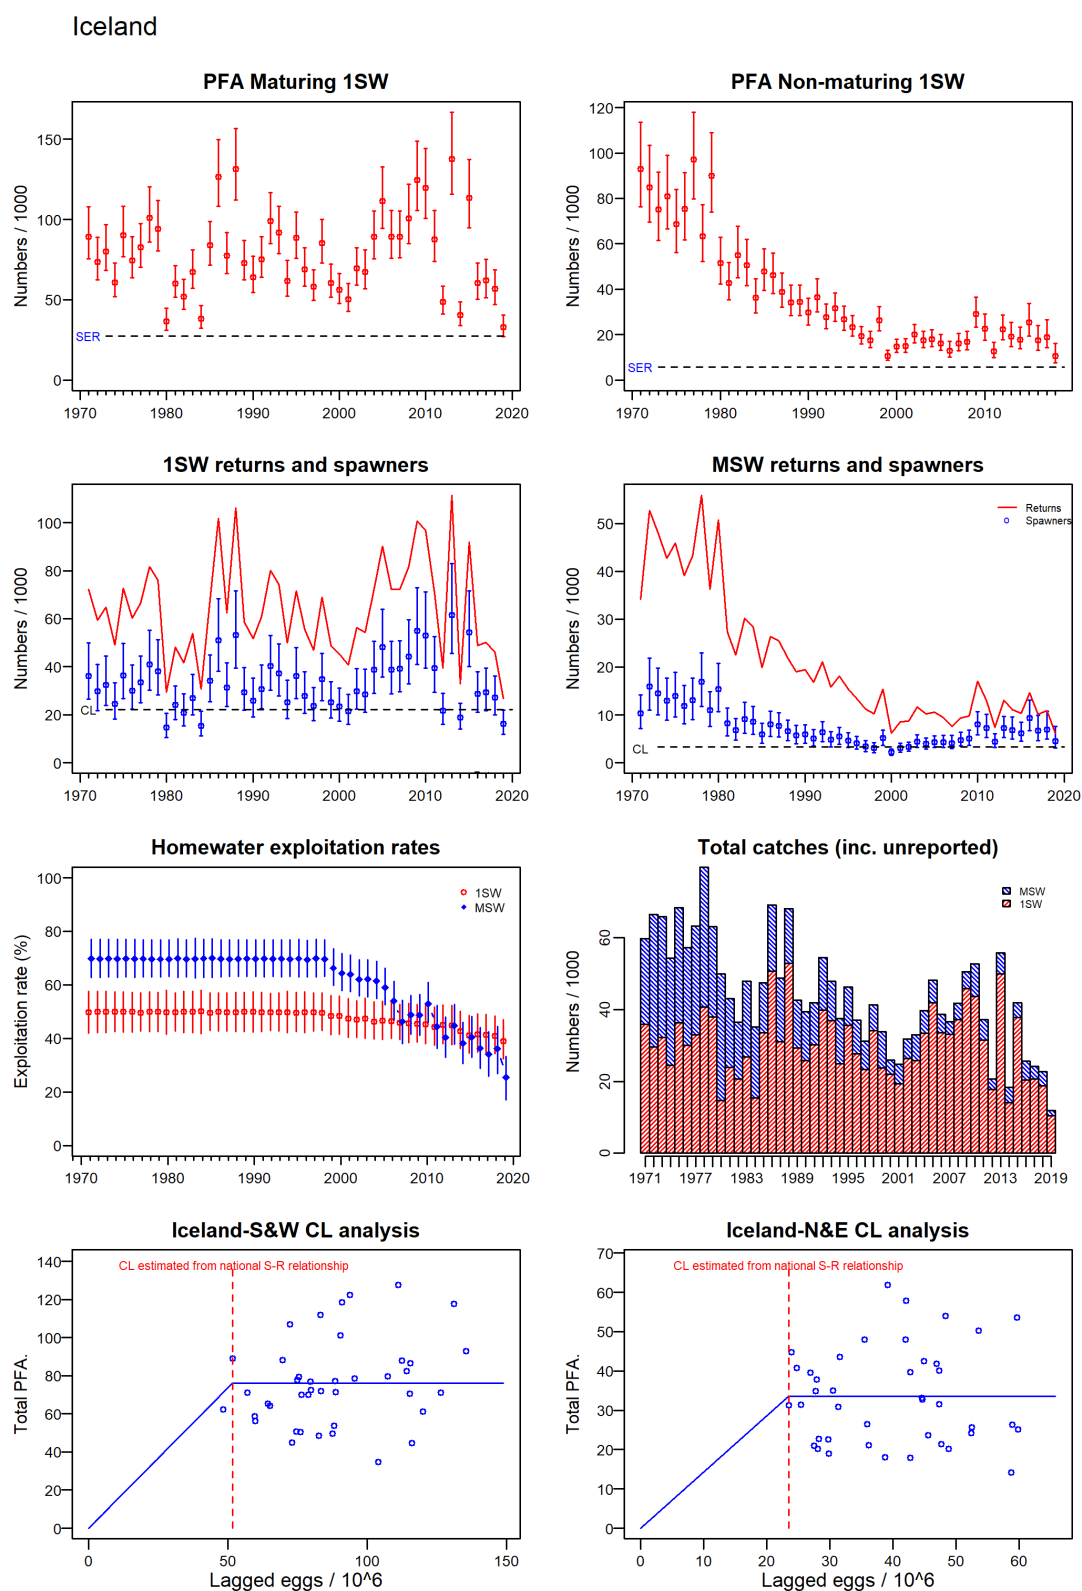 Iceland
PFA Maturing 1SW
Numbers / 1000
150
100
50
0
SER
1970 1980 1990 2000 2010 2020
PFA Non-maturing 1SW
Numbers / 1000
120
100
80
60
40
20
0
SER
1970 1980 1990 2000 2010
1SW returns and spawners
Numbers / 1000
100
80
60
40
20
0
CL
1970 1980 1990 2000 2010 2020
MSW returns and spawners
Numbers / 1000
50
40
30
20
10
0
Returns
Spawners
CL
1970 1980 1990 2000 2010 2020
Homewater exploitation rates
Exploitation rate (%)
100
80
60
40
20
0
1SW
MSW
1970 1980 1990 2000 2010 2020
Total catches (inc. unreported)
Numbers / 1000
60
40
20
0
MSW
1SW
1971 1977 1983 1989 1995 2001 2007 2013 2019
Iceland-S&W CL analysis
Total PFA.
140
120
100
80
60
40
20
0
CL estimated from national S-R relationship
0 50 100 150
Lagged eggs / 10^6
Iceland-N&E CL analysis
Total PFA.
70
60
50
40
30
20
10
0
CL estimated from national S-R relationship
0 10 20 30 40 50 60
Lagged eggs / 10^6